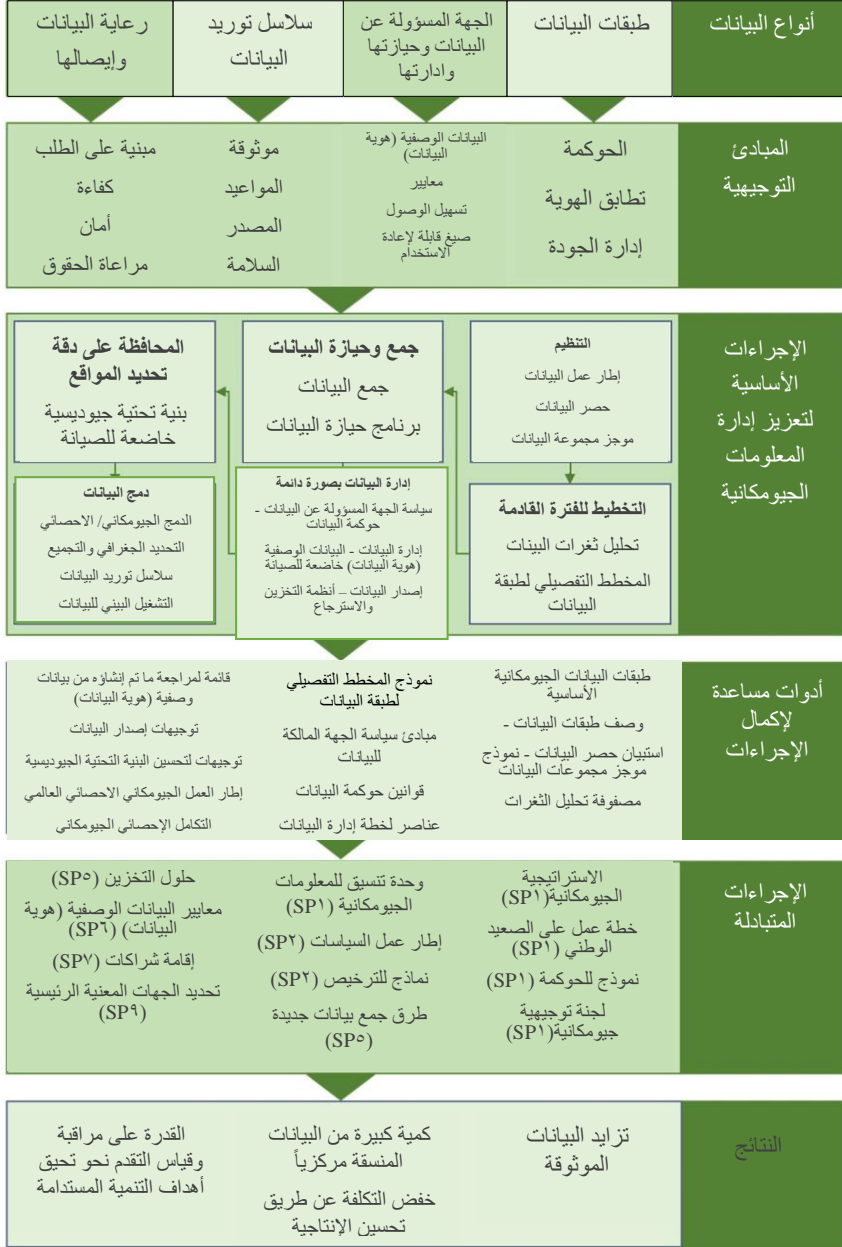 أنواع البيانات
طبقات البيانات
الجهة المسؤولة عن
البيانات وحيازتها
وادارتها
سلاسل توريد
البيانات
رعاية البيانات
وإيصالها
المبادئ
التوجيهية
الحوكمة
تطابق الهوية
إدارة الجودة
البيانات الوصفية (هوية
البيانات)
معايير
تسهيل الوصول
صيغ قابلة لإعادة
الاستخدام
موثوقة
المواعيد
المصدر
السلامة
مبنية على الطلب
كفاءة
أمان
مراعاة الحقوق
الإجراءات
الأساسية
لتعزيز إدارة
المعلومات
الجيومكانية
التنظيم
إطار عمل البيانات
حصر البيانات
موجز مجموعة البيانات
التخطيط للفترة القادمة
تحليل ثغرات البينات
المخطط التفصيلي لطبقة
البيانات
جمع وحيازة البيانات
جمع البيانات
برنامج حيازة البيانات
إدارة البيانات بصورة دائمة
سياسة الجهة المسؤولة عن البيانات -
حوكمة البيانات
إدارة البيانات - البيانات الوصفية
(هوية البيانات) خاضعة للصيانة
إصدار البيانات – أنظمة التخزين
والاسترجاع
المحافظة على دقة
تحديد المواقع
بنية تحتية جيوديسية
خاضعة للصيانة
دمج البيانات
الدمج الجيومكاني/ الاحصائي
التحديد الجغرافي والتجميع
سلاسل توريد البيانات
التشغيل البيني للبيانات
أدوات مساعدة
لإكمال
الإجراءات
طبقات البيانات الجيومكانية
الأساسية
وصف طبقات البيانات -
استبيان حصر البيانات - نموذج
موجز مجموعات البيانات
مصفوفة تحليل الثغرات
نموذج المخطط التفصيلي
لطبقة البيانات
مبادئ سياسة الجهة المالكة
للبيانات
قوانين حوكمة البيانات
عناصر لخطة إدارة البيانات
قائمة لمراجعة ما تم إنشاؤه من بيانات
وصفية (هوية البيانات)
توجيهات إصدار البيانات
توجيهات لتحسين البنية التحتية الجيوديسية
إطار العمل الجيومكاني الاحصائي العالمي
التكامل الإحصائي الجيومكاني
الإجراءات
المتبادلة
الاستراتيجية
الجيومكانية(SP١)
خطة عمل على الصعيد
الوطني (SP١)
نموذج للحوكمة (SP١)
لجنة توجيهية
جيومكانية(SP١)
وحدة تنسيق للمعلومات
الجيومكانية (SP١)
إطار عمل السياسات (SP٢)
نماذج للترخيص (SP٢)
طرق جمع بيانات جديدة
(SP٥)
حلول التخزين (SP٥)
معايير البيانات الوصفية (هوية
البيانات) (SP٦)
إقامة شراكات (SP٧)
تحديد الجهات المعنية الرئيسية
(SP٩)
النتائج
تزايد البيانات
الموثوقة
كمية كبيرة من البيانات
المنسقة مركزياً
خفض التكلفة عن طريق
تحسين الإنتاجية
القدرة على مراقبة
وقياس التقدم نحو تحيق
أهداف التنمية المستدامة